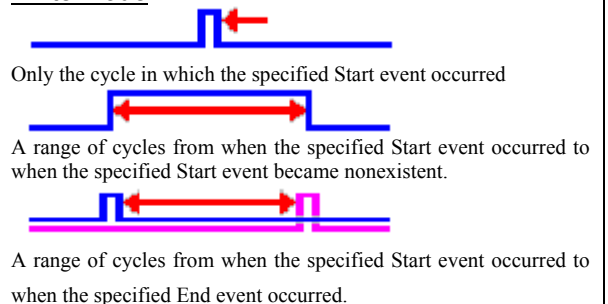 Only the cycle in which the specified Start event occurred
A range of cycles from when the specified Start event occurred to
when the specified Start event became nonexistent.
A range of cycles from when the specified Start event occurred to
when the specified End event occurred.